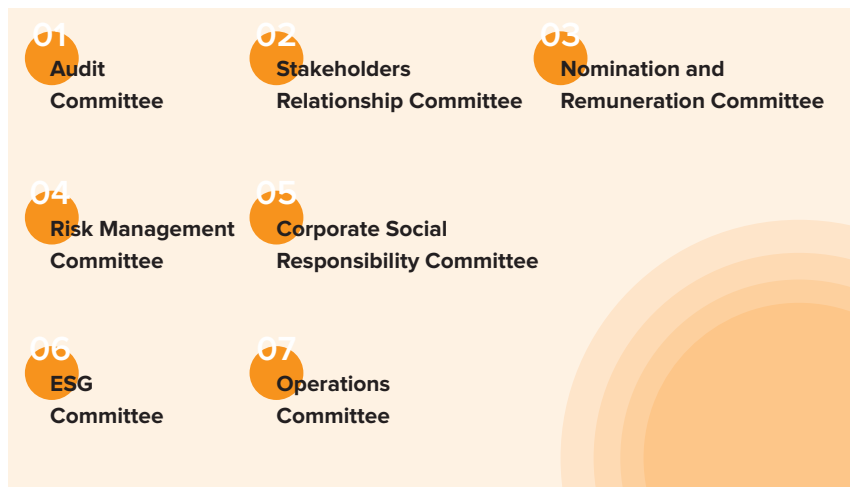 01
Audit
Committee
02
Stakeholders
Relationship Committee
03
Nomination and
Remuneration Committee
04
Risk Management
Committee
05
Corporate Social
Responsibility Committee
06
ESG
Committee
07
Operations
Committee